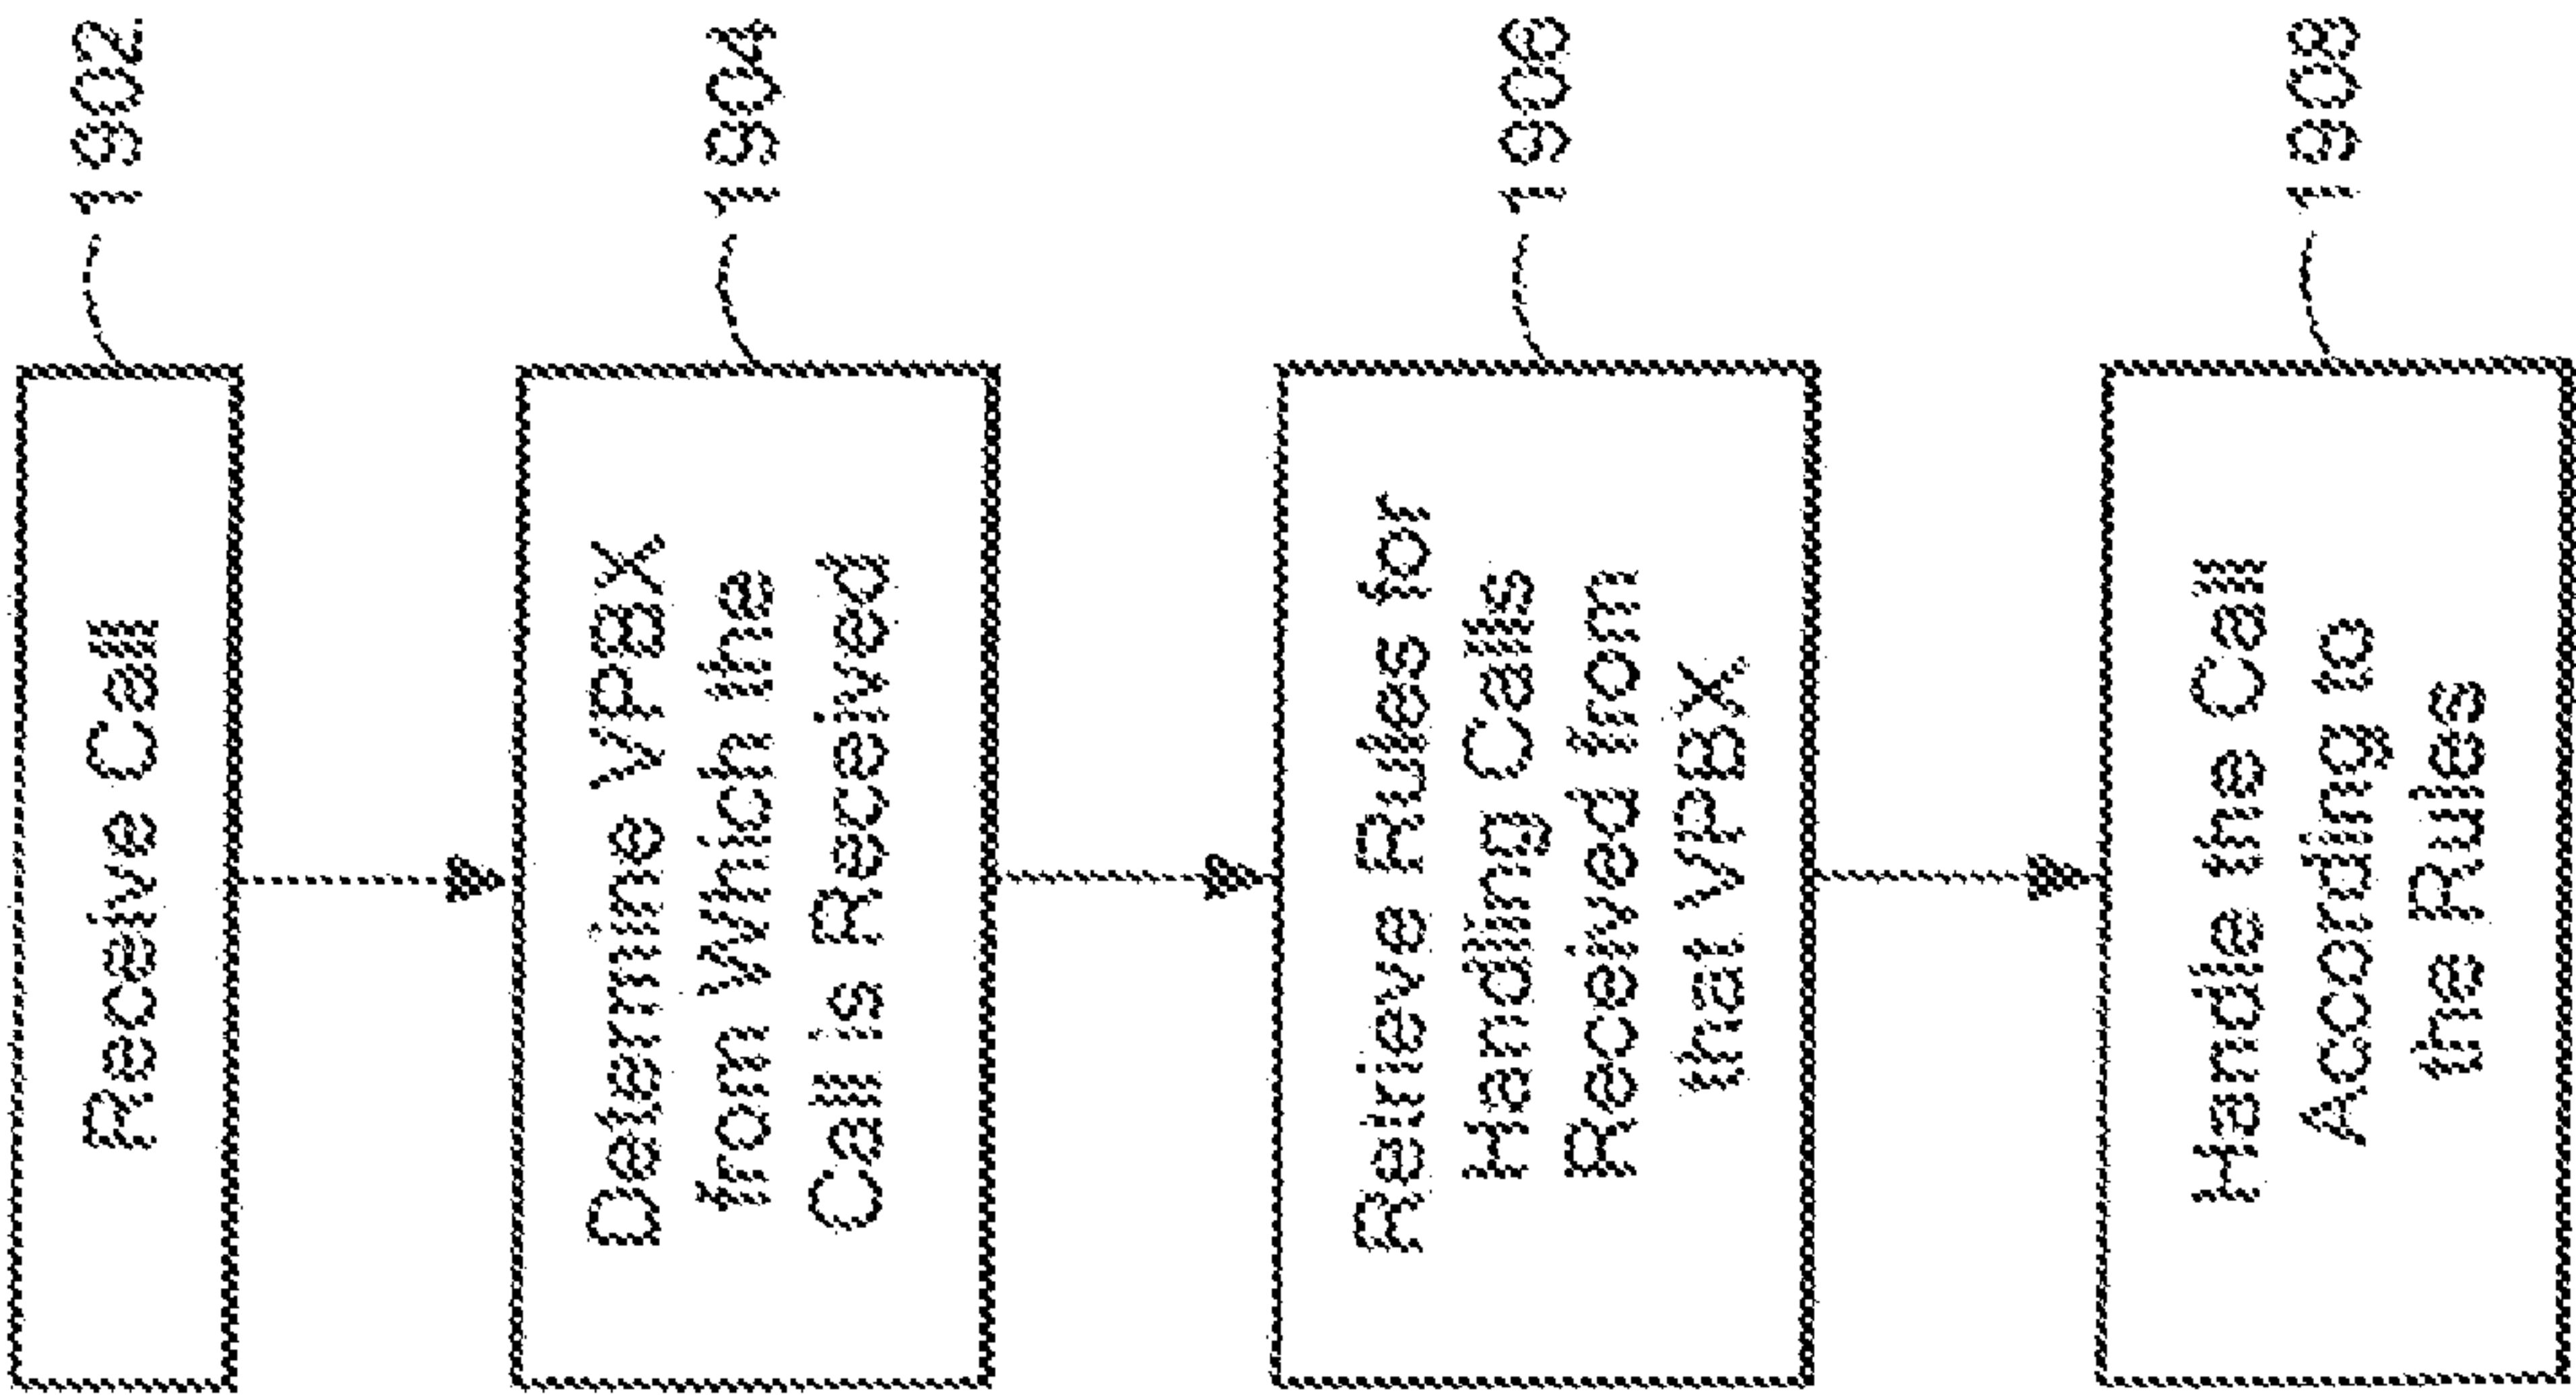 Receive Call
1902
Determine VPBX
from Which the
Call is Received
1904
Retrieve Rules for
Handling Calls
Received from
that VPBX
1906
Handle the Call
According to
the Rules
1908